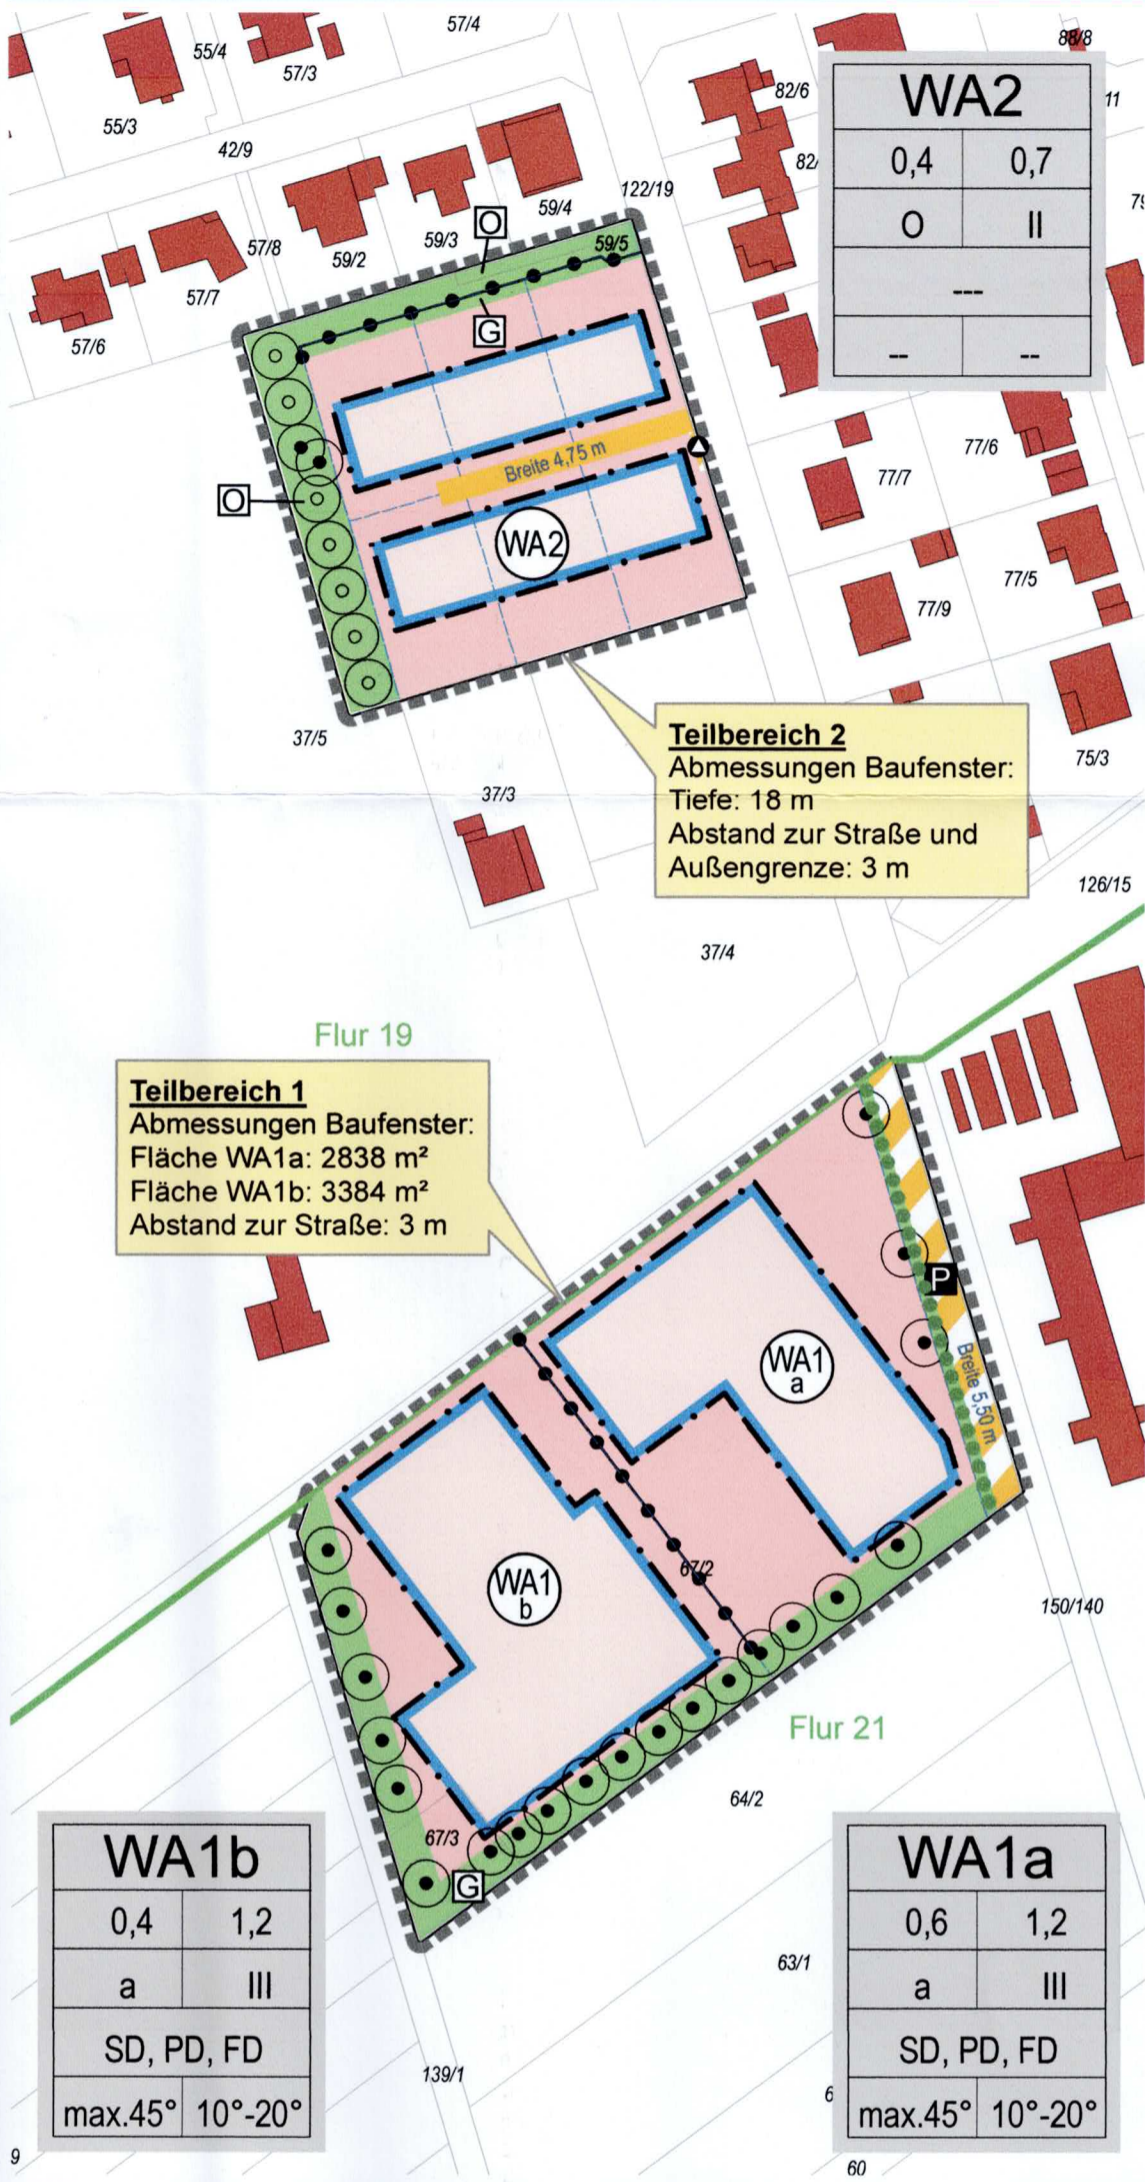 57/4
55/4
57/3
88/8
55/3
42/9
82/6
11
122/19
59/4
59/3
59/2
57/8
57/7
57/6
59/5
O
G
O
Breite 4,75 m
WA2
WA2
0,4 0,7
O II
---
-- --
77/6
77/7
77/5
77/9
75/3
37/5
37/3
Teilbereich 2
Abmessungen Baufenster:
Tiefe: 18 m
Abstand zur Straße und
Außengrenze: 3 m
126/15
37/4
Flur 19
Teilbereich 1
Abmessungen Baufenster:
Fläche WA1a: 2838 m²
Fläche WA1b: 3384 m²
Abstand zur Straße: 3 m
P
Breite 5,50 m
WA1
a
67/2
WA1
b
150/140
Flur 21
64/2
67/3
G
63/1
139/1
WA1b
0,4 1,2
a III
SD, PD, FD
max.45° 10°-20°
WA1a
0,6 1,2
a III
SD, PD, FD
max.45° 10°-20°
9
60